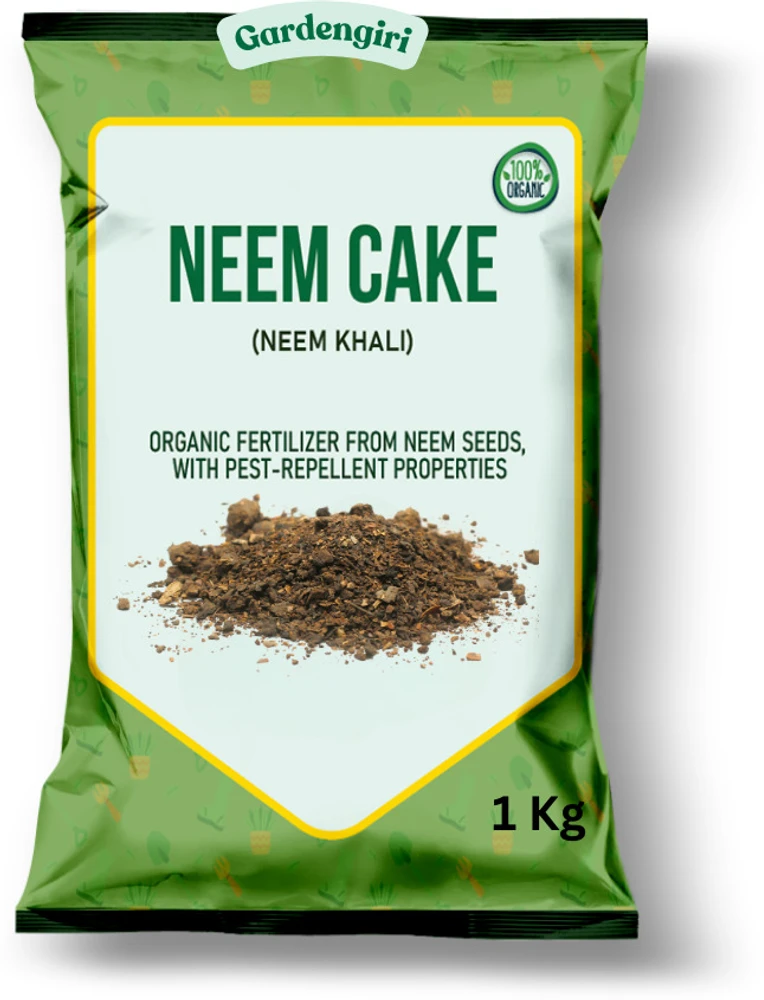 Gardengiri
100%
ORGANIC
NEEM CAKE
(NEEM KHALI)
ORGANIC FERTILIZER FROM NEEM SEEDS,
WITH PEST-REPELLENT PROPERTIES
1 Kg